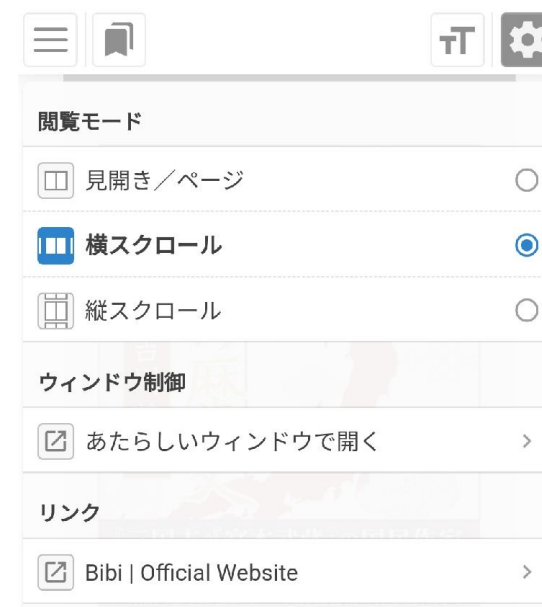 閲覧モード
見開き／ページ
横スクロール
縦スクロール
ウィンドウ制御
あたらしいウィンドウで開く
リンク
Bibi | Official Website